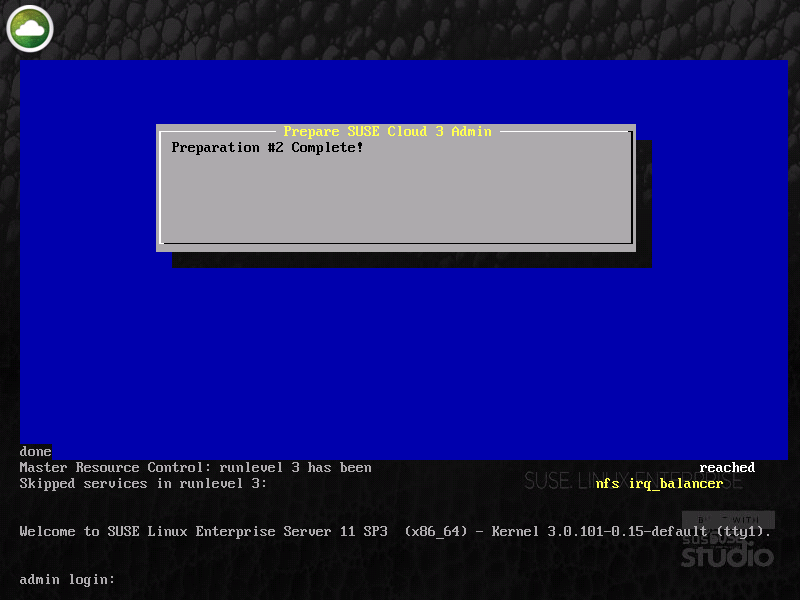 Prepare SUSE Cloud 3 Admin
Preparation #2 Complete!
done
Master Resource Control: runlevel 3 has been reached
Skipped services in runlevel 3: nfs irq_balancer
SUSE. LINUX ENTERPRISE
BUILT WITH
Welcome to SUSE Linux Enterprise Server 11 SP3  (x86_64) - Kernel 3.0.101-0.15-default (tty1).
studio
admin login: